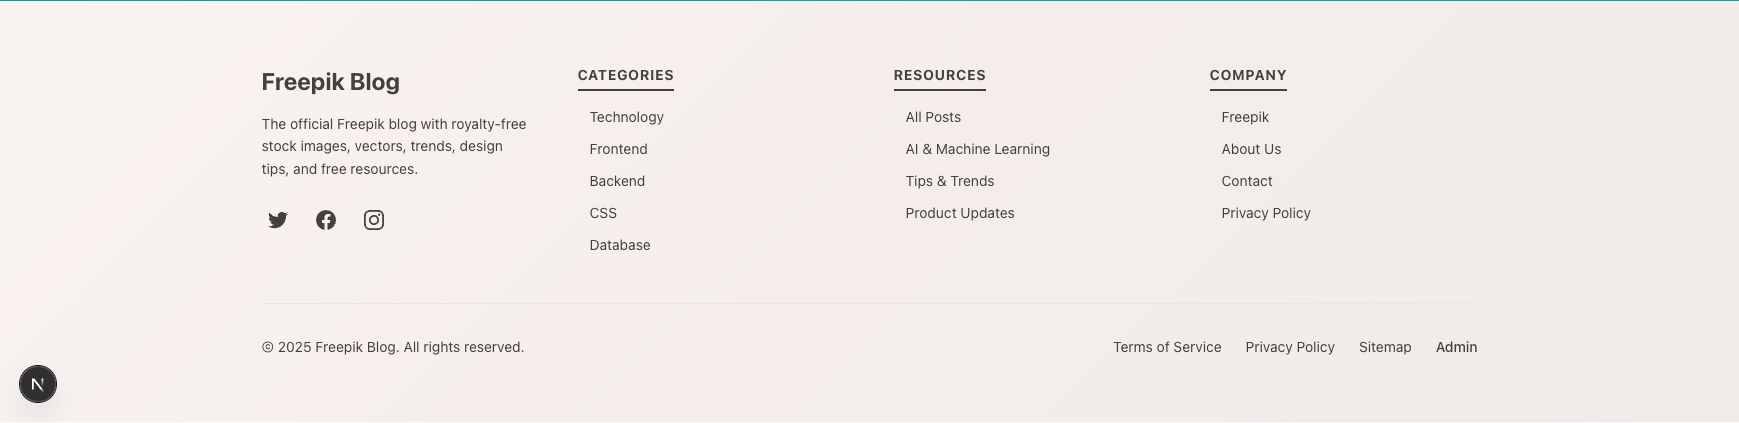 Freepik Blog
The official Freepik blog with royalty-free
stock images, vectors, trends, design
tips, and free resources.
CATEGORIES
Technology
Frontend
Backend
CSS
Database
RESOURCES
All Posts
AI & Machine Learning
Tips & Trends
Product Updates
COMPANY
Freepik
About Us
Contact
Privacy Policy
© 2025 Freepik Blog. All rights reserved.
Terms of Service Privacy Policy Sitemap Admin
N